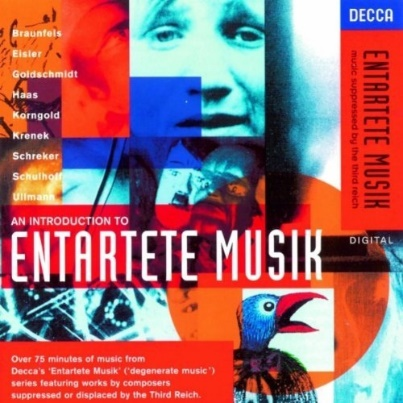 Braunfels
Eisler
Goldschmidt
Haas
Korngold
Krenek
Schreker
Schulhoff
Ullmann
AN INTRODUCTION TO
ENTARTETE MUSIK
DECCA
ENTARTETE MUSIK
music suppressed by the third reich
DIGITAL
Over 75 minutes of music from
Decca's 'Entartete Musik' ('degenerate music')
series featuring works by composers
suppressed or displaced by the Third Reich.